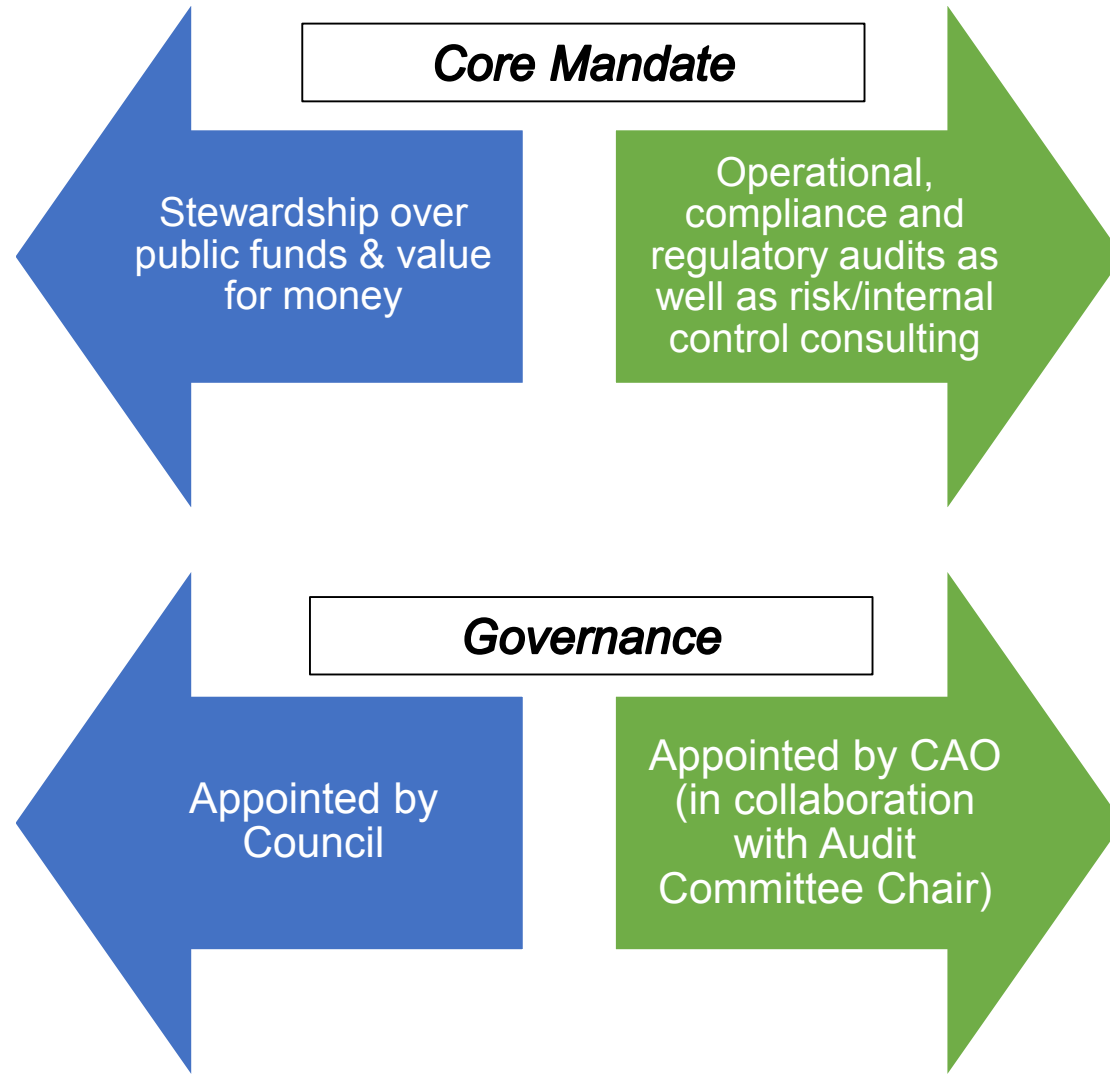 Core Mandate
Stewardship over
public funds & value
for money
Operational,
compliance and
regulatory audits as
well as risk/internal
control consulting
Governance
Appointed by
Council
Appointed by CAO
(in collaboration
with Audit
Committee Chair)